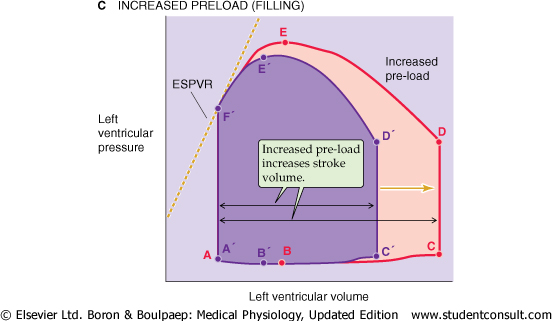 C INCREASED PRELOAD (FILLING)
E
Increased
pre-load
ESPVR
E´
F´
Left
ventricular
pressure
D´
D
Increased pre-load
increases stroke
volume.
A
A´
B´
B
C´
C
Left ventricular volume
© Elsevier Ltd. Boron & Boulpaep: Medical Physiology, Updated Edition www.studentconsult.com